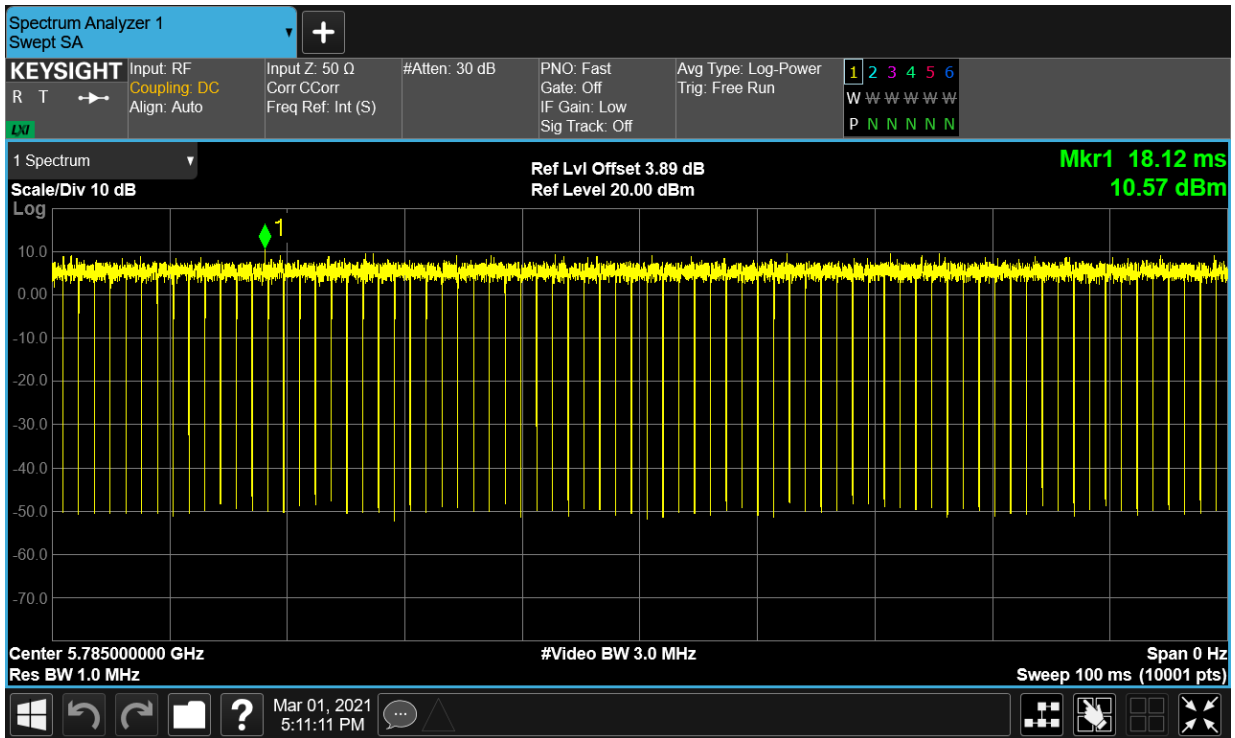 Spectrum Analyzer 1
Swept SA
KEYSIGHT
R T
LXI
Input: RF
Coupling: DC
Align: Auto
Input Z: 50 Ω
Corr CCorr
Freq Ref: Int (S)
#Atten: 30 dB
PNO: Fast
Gate: Off
IF Gain: Low
Sig Track: Off
Avg Type: Log-Power
Trig: Free Run
1 2 3 4 5 6
W W W W W W
P N N N N N
1 Spectrum
Scale/Div 10 dB
Log
Ref Lvl Offset 3.89 dB
Ref Level 20.00 dBm
Mkr1 18.12 ms
10.57 dBm
1
10.0
0.00
-10.0
-20.0
-30.0
-40.0
-50.0
-60.0
-70.0
Center 5.785000000 GHz
Res BW 1.0 MHz
#Video BW 3.0 MHz
Span 0 Hz
Sweep 100 ms (10001 pts)
?
Mar 01, 2021
5:11:11 PM